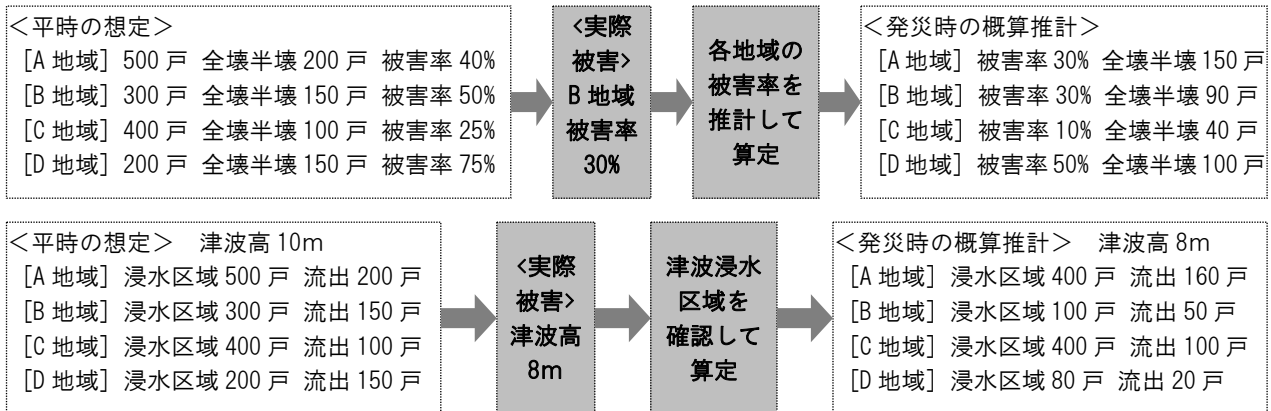 ＜平時の想定＞
[A 地域] 500 戸 全壊半壊 200 戸 被害率 40%
[B 地域] 300 戸 全壊半壊 150 戸 被害率 50%
[C 地域] 400 戸 全壊半壊 100 戸 被害率 25%
[D 地域] 200 戸 全壊半壊 150 戸 被害率 75%
<実際
被害>
B 地域
被害率
30%
各地域の
被害率を
推計して
算定
＜発災時の概算推計＞
[A 地域] 被害率 30% 全壊半壊 150 戸
[B 地域] 被害率 30% 全壊半壊 90 戸
[C 地域] 被害率 10% 全壊半壊 40 戸
[D 地域] 被害率 50% 全壊半壊 100 戸
＜平時の想定＞ 津波高 10m
[A 地域] 浸水区域 500 戸 流出 200 戸
[B 地域] 浸水区域 300 戸 流出 150 戸
[C 地域] 浸水区域 400 戸 流出 100 戸
[D 地域] 浸水区域 200 戸 流出 150 戸
<実際
被害>
津波高
8m
津波浸水
区域を
確認して
算定
＜発災時の概算推計＞ 津波高 8m
[A 地域] 浸水区域 400 戸 流出 160 戸
[B 地域] 浸水区域 100 戸 流出 50 戸
[C 地域] 浸水区域 400 戸 流出 100 戸
[D 地域] 浸水区域 80 戸 流出 20 戸